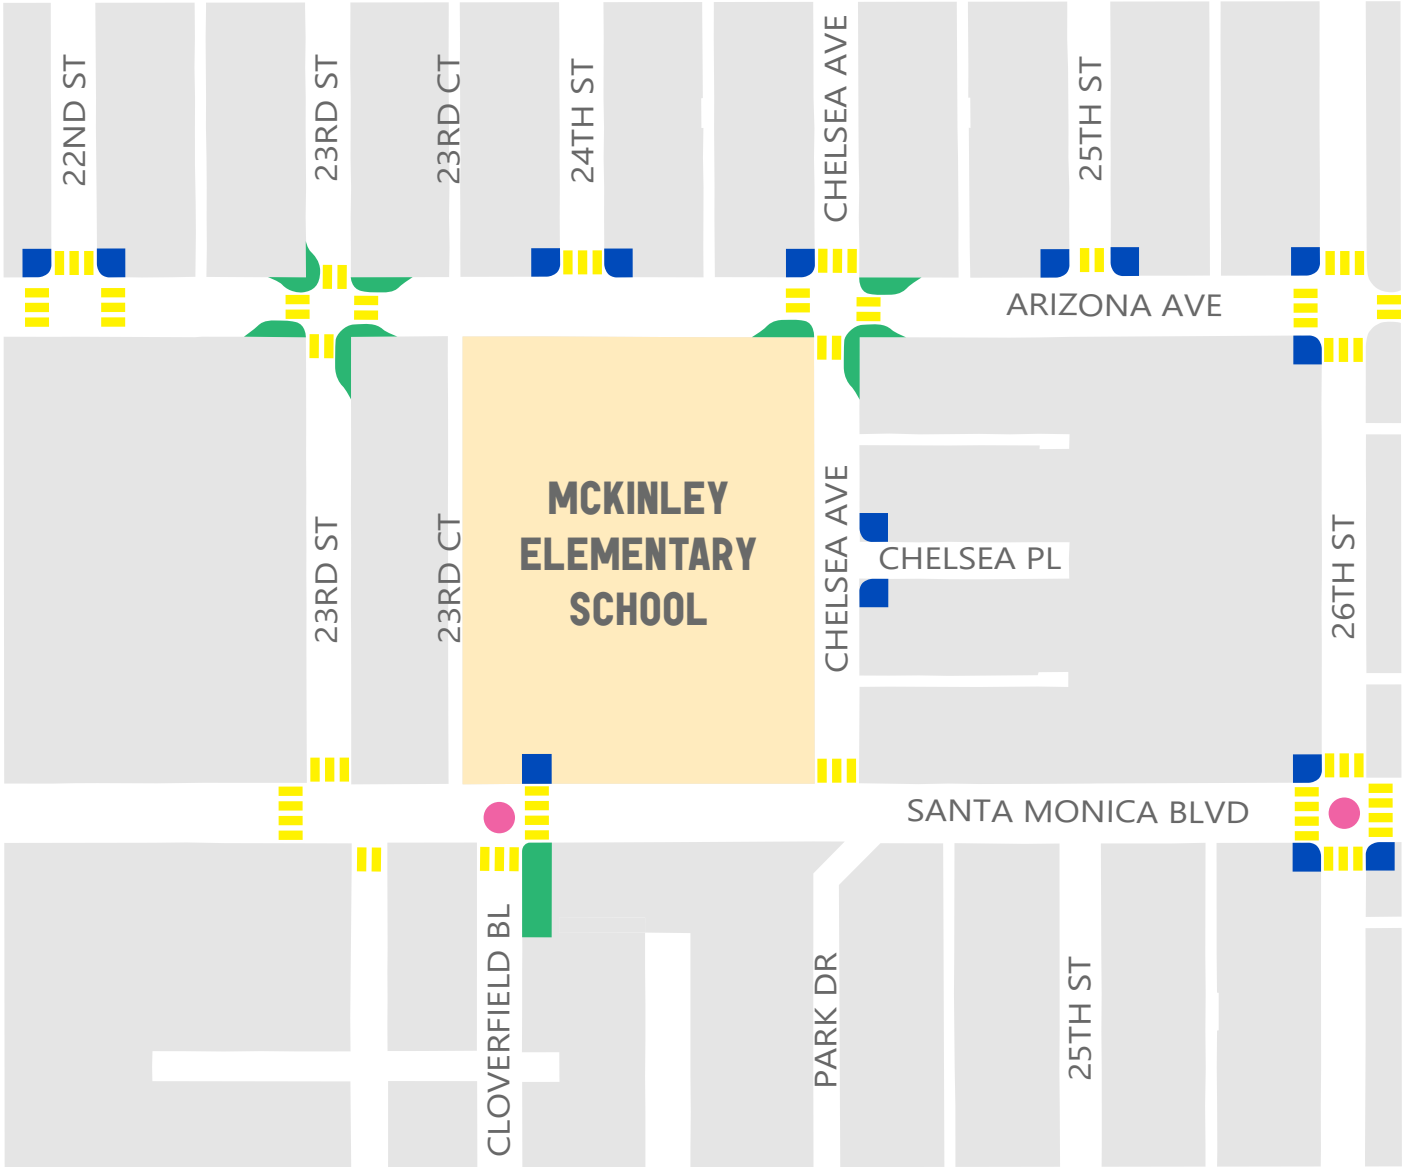 22ND ST
23RD ST
23RD CT
24TH ST
CHELSEA AVE
25TH ST
ARIZONA AVE
MCKINLEY
ELEMENTARY
SCHOOL
23RD ST
23RD CT
CHELSEA AVE
CHELSEA PL
26TH ST
SANTA MONICA BLVD
CLOVERFIELD BL
PARK DR
25TH ST